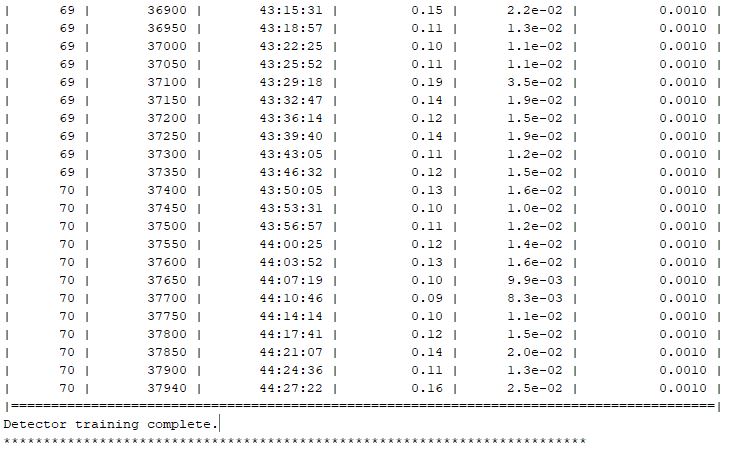 | 69 | 36900 | 43:15:31 | 0.15 | 2.2e-02 | 0.0010 |
| 69 | 36950 | 43:18:57 | 0.11 | 1.3e-02 | 0.0010 |
| 69 | 37000 | 43:22:25 | 0.10 | 1.1e-02 | 0.0010 |
| 69 | 37050 | 43:25:52 | 0.11 | 1.1e-02 | 0.0010 |
| 69 | 37100 | 43:29:18 | 0.19 | 3.5e-02 | 0.0010 |
| 69 | 37150 | 43:32:47 | 0.14 | 1.9e-02 | 0.0010 |
| 69 | 37200 | 43:36:14 | 0.12 | 1.5e-02 | 0.0010 |
| 69 | 37250 | 43:39:40 | 0.14 | 1.9e-02 | 0.0010 |
| 69 | 37300 | 43:43:05 | 0.11 | 1.2e-02 | 0.0010 |
| 69 | 37350 | 43:46:32 | 0.12 | 1.5e-02 | 0.0010 |
| 70 | 37400 | 43:50:05 | 0.13 | 1.6e-02 | 0.0010 |
| 70 | 37450 | 43:53:31 | 0.10 | 1.0e-02 | 0.0010 |
| 70 | 37500 | 43:56:57 | 0.11 | 1.2e-02 | 0.0010 |
| 70 | 37550 | 44:00:25 | 0.12 | 1.4e-02 | 0.0010 |
| 70 | 37600 | 44:03:52 | 0.13 | 1.6e-02 | 0.0010 |
| 70 | 37650 | 44:07:19 | 0.10 | 9.9e-03 | 0.0010 |
| 70 | 37700 | 44:10:46 | 0.09 | 8.3e-03 | 0.0010 |
| 70 | 37750 | 44:14:14 | 0.10 | 1.1e-02 | 0.0010 |
| 70 | 37800 | 44:17:41 | 0.12 | 1.5e-02 | 0.0010 |
| 70 | 37850 | 44:21:07 | 0.14 | 2.0e-02 | 0.0010 |
| 70 | 37900 | 44:24:36 | 0.11 | 1.3e-02 | 0.0010 |
| 70 | 37940 | 44:27:22 | 0.16 | 2.5e-02 | 0.0010 |
|========================================================================================|
Detector training complete.
*************************************************************************